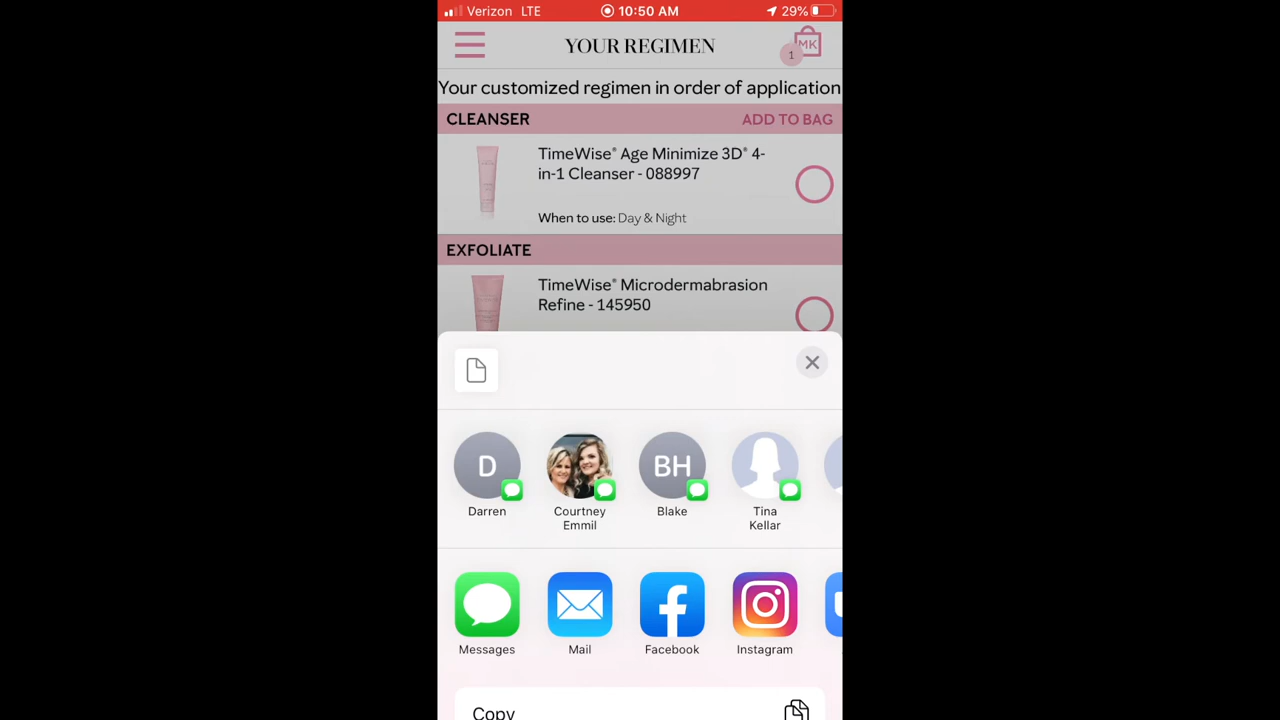 Verizon LTE 10:50 AM 29%
YOUR REGIMEN
MK
1
Your customized regimen in order of application
CLEANSER ADD TO BAG
TimeWise® Age Minimize 3D® 4-
in-1 Cleanser - 088997
When to use: Day & Night
EXFOLIATE
TimeWise® Microdermabrasion
Refine - 145950
D BH
Darren Courtney Blake Tina
Emmil Kellar
Messages Mail Facebook Instagram
Copy